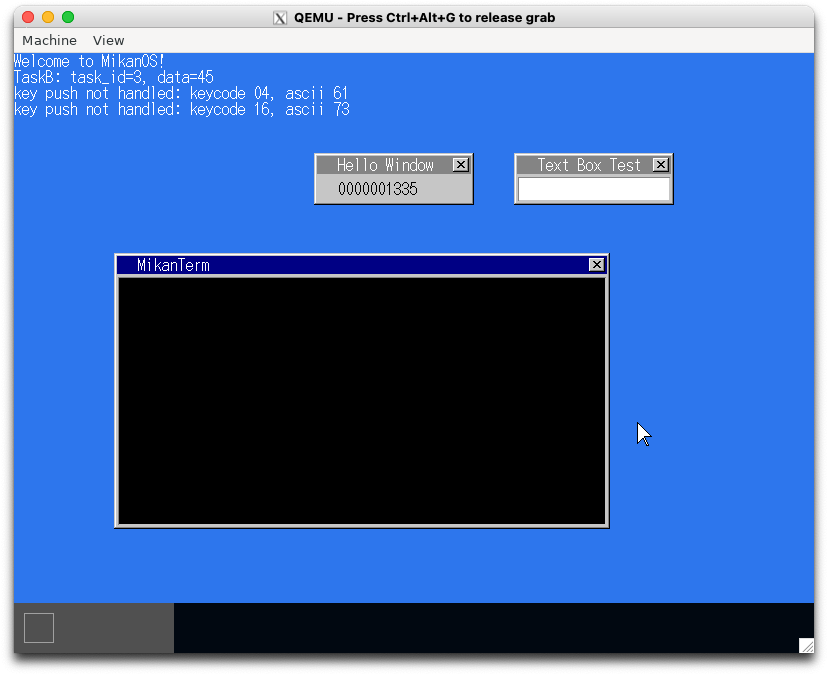 QEMU - Press Ctrl+Alt+G to release grab
Machine View
Welcome to MikanOS!
TaskB: task_id=3, data=45
key push not handled: keycode 04, ascii 61
key push not handled: keycode 16, ascii 73
Hello Window
Text Box Test
0000001335
MikanTerm